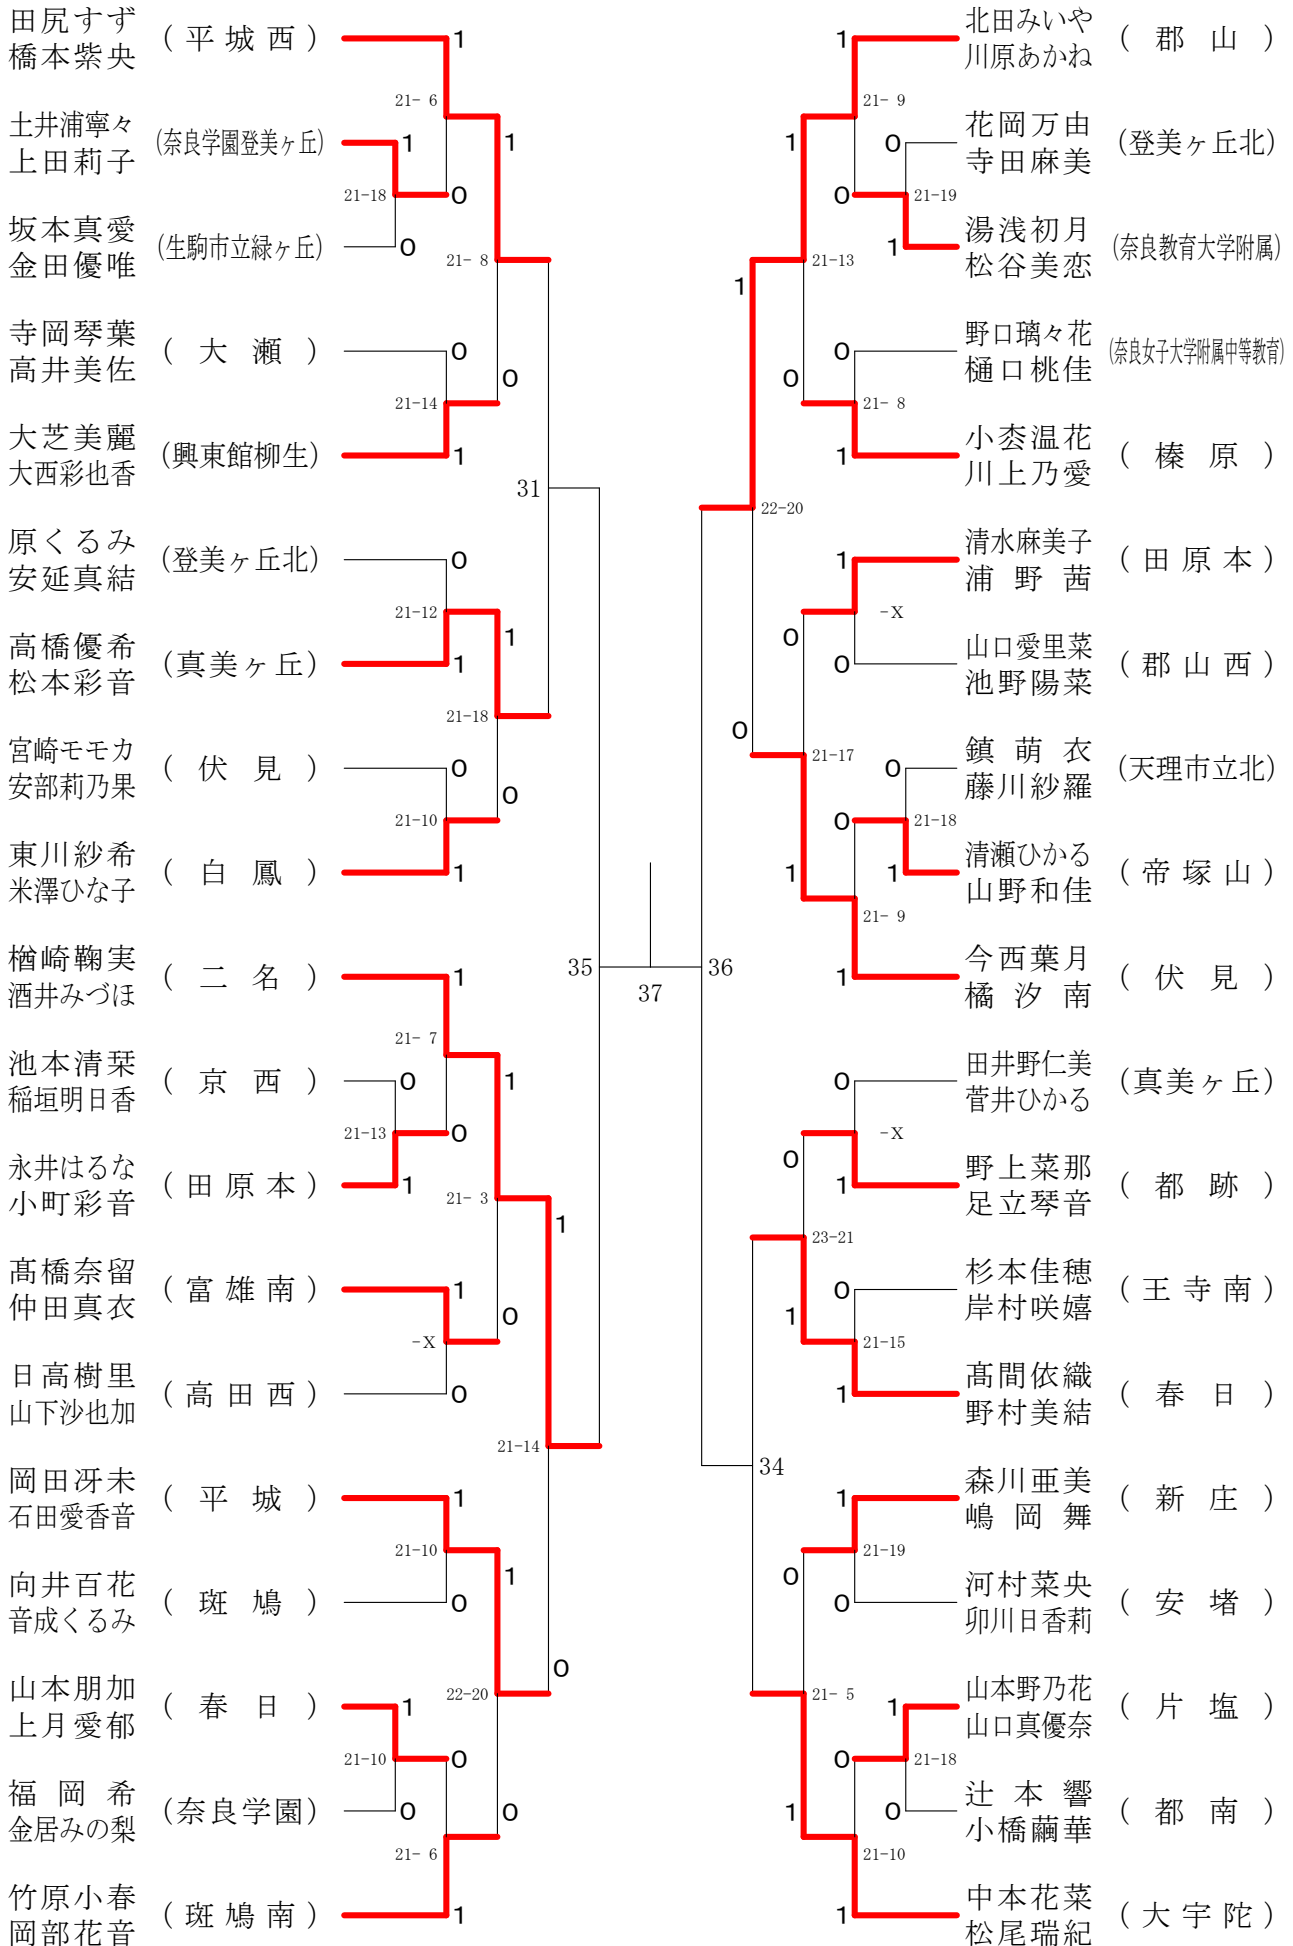 田尻すず
橋本紫央
(平城西)
1
21- 6
土井浦寧々
上田莉子
(奈良学園登美ヶ丘)
1
1
21-18
0
坂本真愛
金田優唯
(生駒市立緑ヶ丘)
0
21- 8
寺岡琴葉
高井美佐
(大瀬)
0
0
21-14
大芝美麗
大西彩也香
(興東館柳生)
1
31
原くるみ
安延真結
(登美ヶ丘北)
0
21-12
1
高橋優希
松本彩音
(真美ヶ丘)
1
21-18
宮崎モモカ
安部莉乃果
(伏見)
0
0
21-10
東川紗希
米澤ひな子
(白鳳)
1
35
37
36
楢崎鞠実
酒井みづほ
(二名)
1
21- 7
池本清栞
稲垣明日香
(京西)
0
1
21-13
0
永井はるな
小町彩音
(田原本)
1
21- 3
1
髙橋奈留
仲田真衣
(富雄南)
1
0
-X
日高樹里
山下沙也加
(高田西)
0
21-14
岡田冴未
石田愛香音
(平城)
1
21-10
1
向井百花
音成くるみ
(斑鳩)
0
0
山本朋加
上月愛郁
(春日)
1
22-20
21-10
0
福岡希
金居みの梨
(奈良学園)
0
0
21- 6
竹原小春
岡部花音
(斑鳩南)
1
1
北田みいや
川原あかね
(郡山)
21- 9
1
0
花岡万由
寺田麻美
(登美ヶ丘北)
0
21-19
1
湯浅初月
松谷美恋
(奈良教育大学附属)
21-13
1
0
野口璃々花
樋口桃佳
(奈良女子大学附属中等教育)
0
21- 8
1
小枩温花
川上乃愛
(榛原)
22-20
1
清水麻美子
浦野茜
(田原本)
-X
0
0
山口愛里菜
池野陽菜
(郡山西)
0
21-17
0
鎮萌衣
藤川紗羅
(天理市立北)
0
21-18
1
1
清瀬ひかる
山野和佳
(帝塚山)
21- 9
1
今西葉月
橘汐南
(伏見)
0
田井野仁美
菅井ひかる
(真美ヶ丘)
-X
0
1
野上菜那
足立琴音
(都跡)
23-21
0
杉本佳穂
岸村咲嬉
(王寺南)
1
21-15
1
髙間依織
野村美結
(春日)
34
1
森川亜美
嶋岡舞
(新庄)
21-19
0
0
河村菜央
卯川日香莉
(安堵)
21- 5
1
山本野乃花
山口真優奈
(片塩)
0
21-18
1
0
辻本響
小橋繭華
(都南)
21-10
1
中本花菜
松尾瑞紀
(大宇陀)